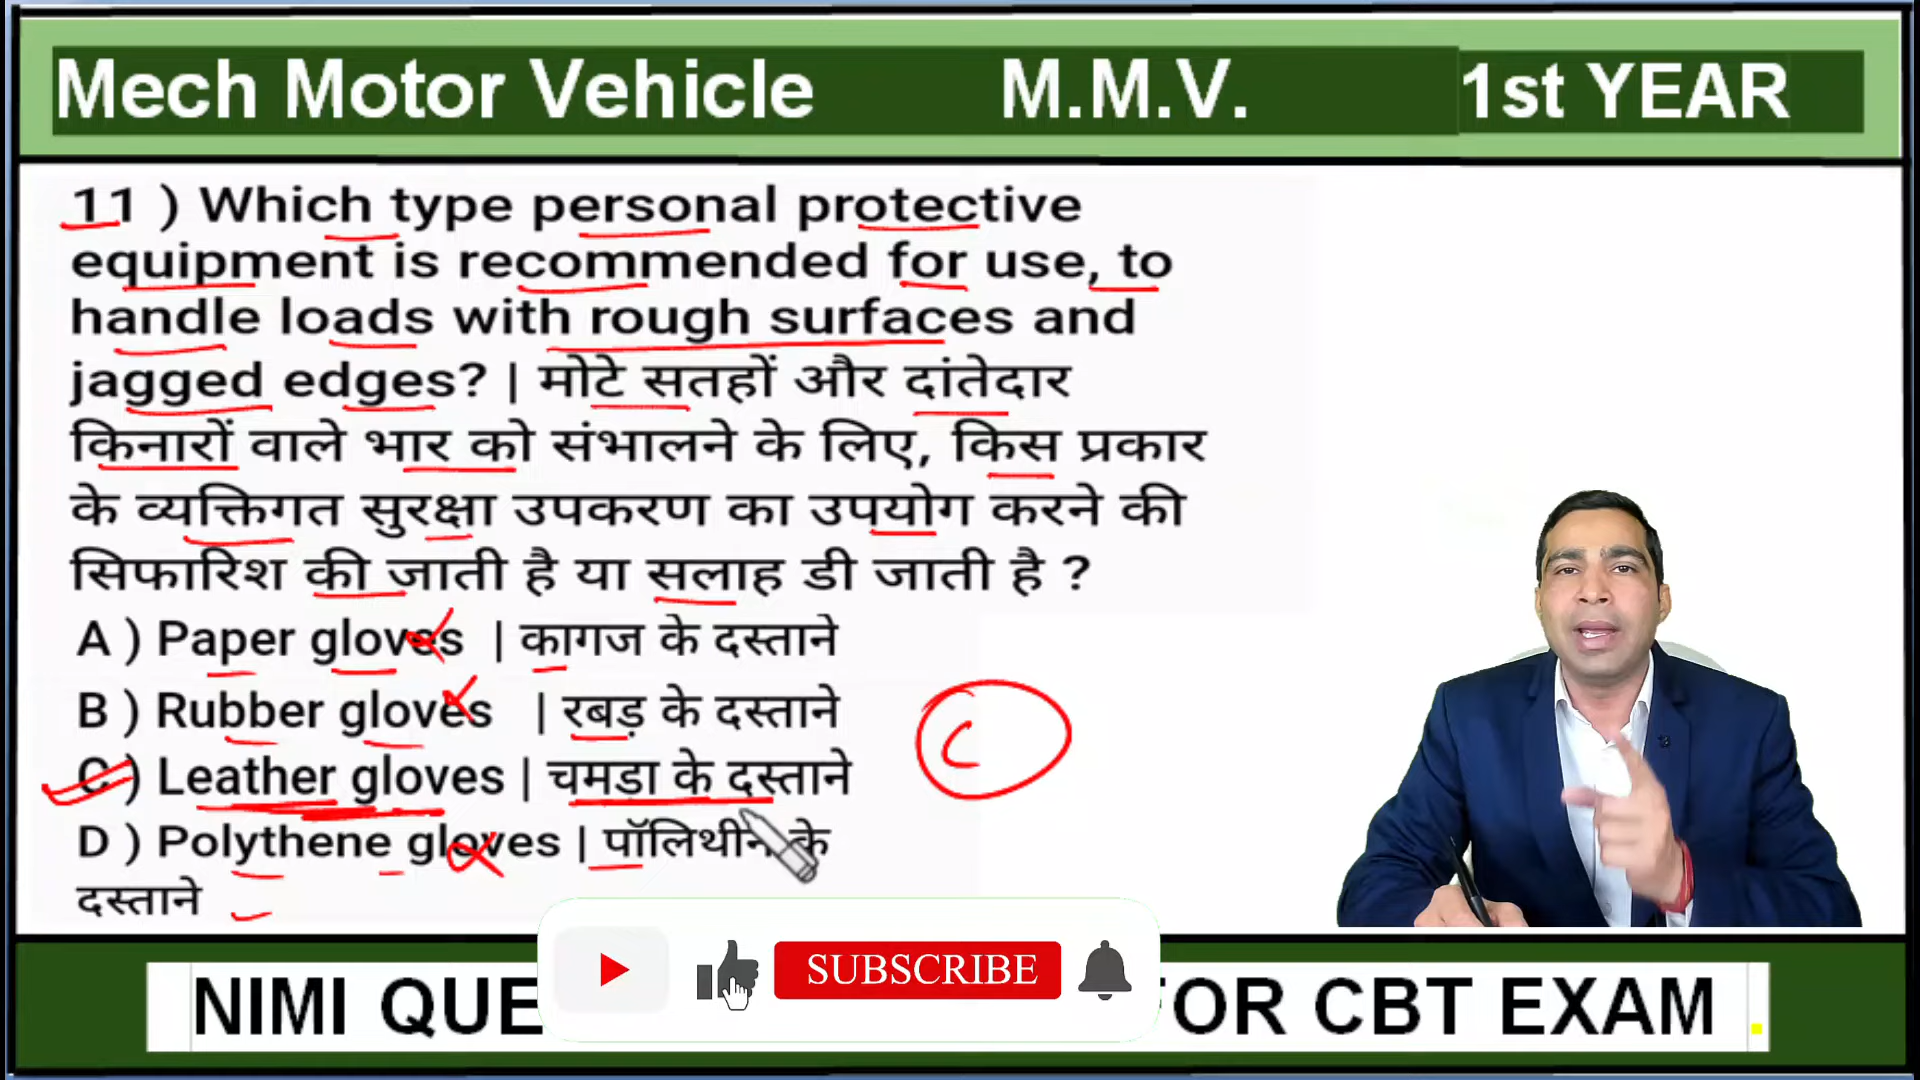 Mech Motor Vehicle M.M.V. 1st YEAR
11 ) Which type personal protective
equipment is recommended for use, to
handle loads with rough surfaces and
jagged edges? | मोटे सतहों और दांतेदार
किनारों वाले भार को संभालने के लिए, किस प्रकार
के व्यक्तिगत सुरक्षा उपकरण का उपयोग करने की
सिफारिश की जाती है या सलाह डी जाती है ?
A ) Paper gloves | कागज के दस्ताने
B ) Rubber gloves | रबड़ के दस्ताने
C ) Leather gloves | चमडा के दस्ताने
C
D ) Polythene gloves | पॉलिथीन के
दस्ताने
SUBSCRIBE
NIMI QUE FOR CBT EXAM .